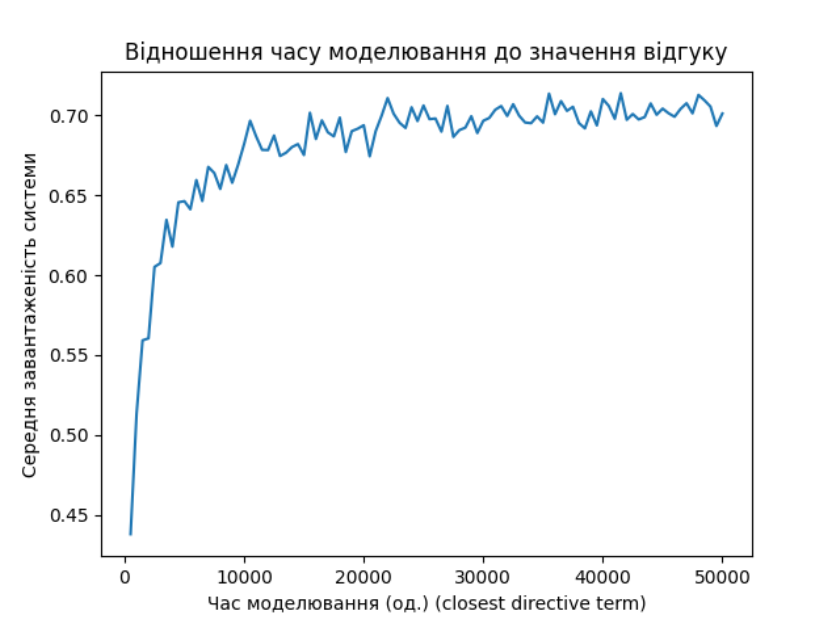 Відношення часу моделювання до значення відгуку
Середня завантаженість системи
0.70
0.65
0.60
0.55
0.50
0.45
0 10000 20000 30000 40000 50000
Час моделювання (од.) (closest directive term)